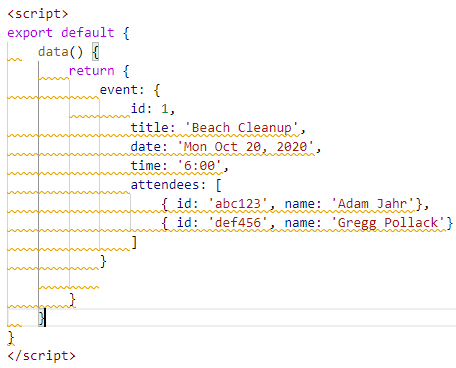 <script>
export default {
    data() {
        return {
            event: {
                id: 1,
                title: 'Beach Cleanup',
                date: 'Mon Oct 20, 2020',
                time: '6:00',
                attendees: [
                    { id: 'abc123', name: 'Adam Jahr'},
                    { id: 'def456', name: 'Gregg Pollack'}
                ]
            }
        }
    }
}
</script>